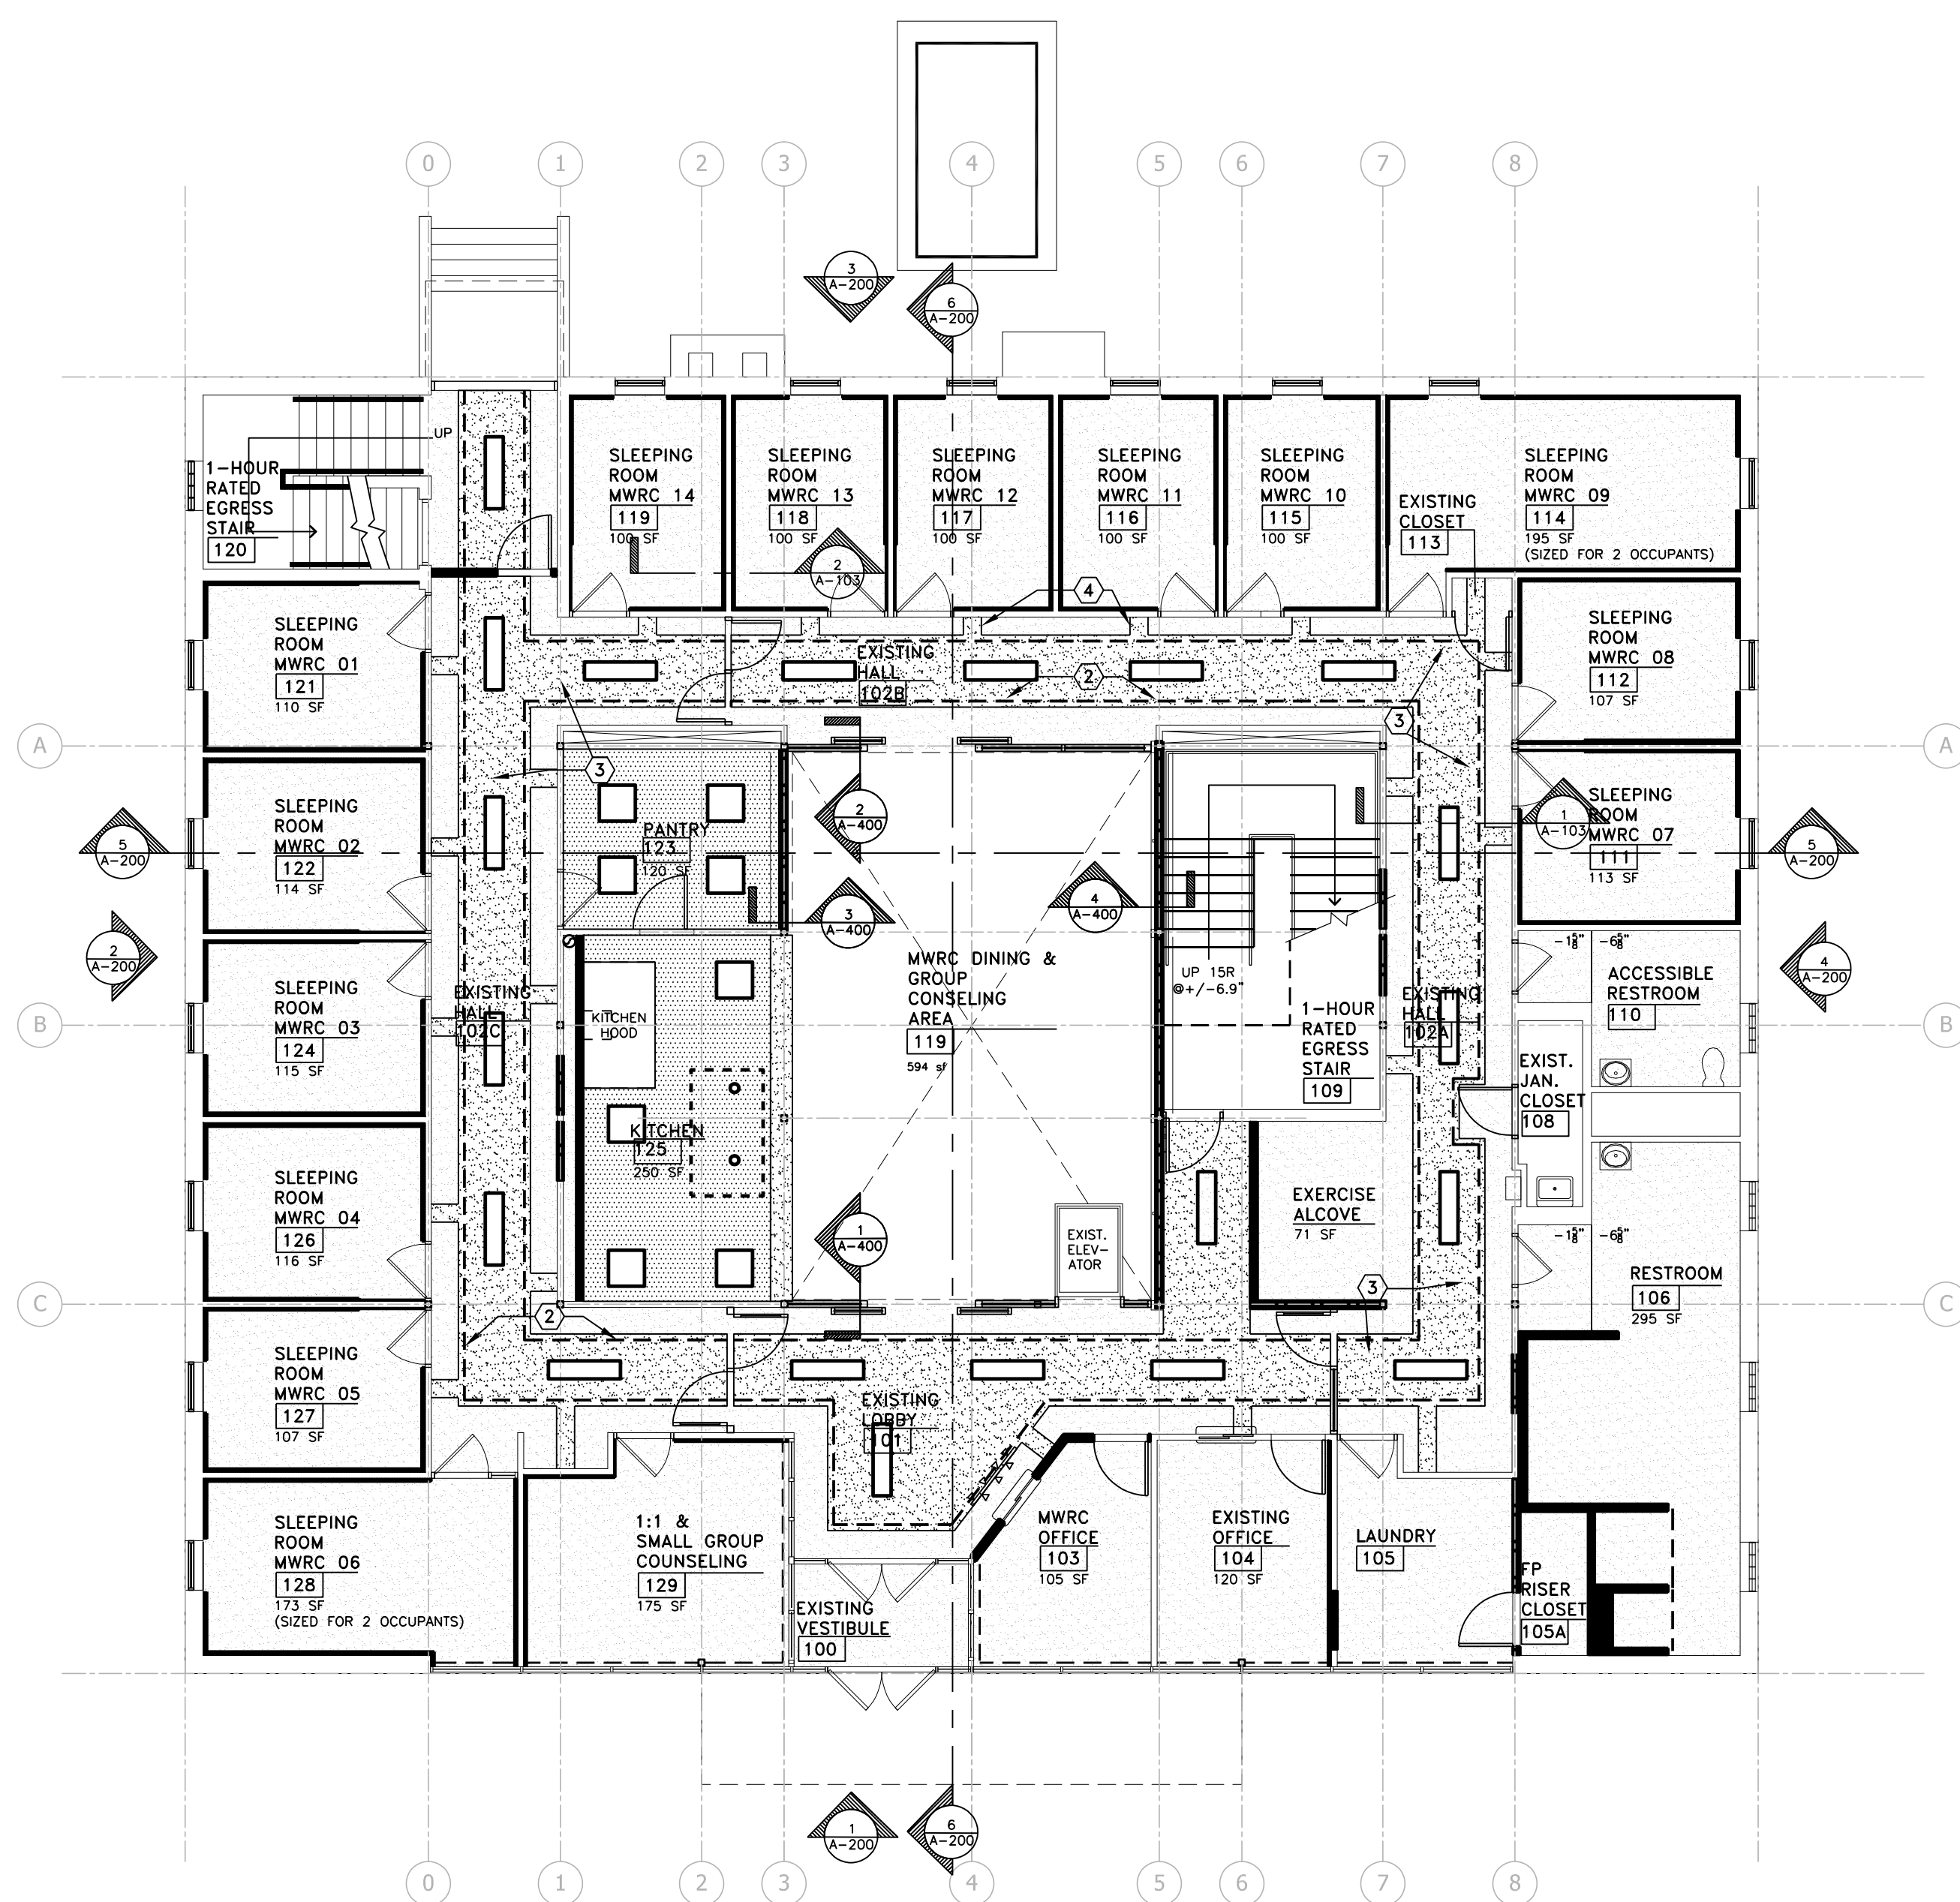 0 1 2 3 4 5 6 7 8
3
A-200
6
A-200
UP
1-HOUR
RATED
EGRESS
STAIR
120
SLEEPING
ROOM
MWRC 14
119
100 SF
SLEEPING
ROOM
MWRC 13
118
100 SF
SLEEPING
ROOM
MWRC 12
117
100 SF
SLEEPING
ROOM
MWRC 11
116
100 SF
SLEEPING
ROOM
MWRC 10
115
100 SF
EXISTING
CLOSET
113
SLEEPING
ROOM
MWRC 09
114
195 SF
(SIZED FOR 2 OCCUPANTS)
2
A-103
4
SLEEPING
ROOM
MWRC 01
121
110 SF
EXISTING
HALL
102B
2
3
SLEEPING
ROOM
MWRC 08
112
107 SF
A
A
3
5
A-200
SLEEPING
ROOM
MWRC 02
122
114 SF
PANTRY
123
120 SF
2
A-400
3
A-400
4
A-400
1
A-103
SLEEPING
ROOM
MWRC 07
111
113 SF
5
A-200
2
A-200
SLEEPING
ROOM
MWRC 03
124
115 SF
EXISTING
HALL
102C
KITCHEN
HOOD
MWRC DINING &
GROUP
CONSELING
AREA
119
594 sf
UP 15R
@+/-6.9"
1-HOUR
RATED
EGRESS
STAIR
109
EXISTING
HALL
102A
-1⅝" -6⅝"
ACCESSIBLE
RESTROOM
110
4
A-200
B
B
EXIST.
JAN.
CLOSET
108
SLEEPING
ROOM
MWRC 04
126
116 SF
KITCHEN
125
250 SF
1
A-400
EXIST.
ELEV-
ATOR
EXERCISE
ALCOVE
71 SF
-1⅝" -6⅝"
RESTROOM
106
295 SF
C
C
2
3
SLEEPING
ROOM
MWRC 05
127
107 SF
EXISTING
LOBBY
101
SLEEPING
ROOM
MWRC 06
128
173 SF
(SIZED FOR 2 OCCUPANTS)
1:1 &
SMALL GROUP
COUNSELING
129
175 SF
EXISTING
VESTIBULE
100
MWRC
OFFICE
103
105 SF
EXISTING
OFFICE
104
120 SF
LAUNDRY
105
FP
RISER
CLOSET
105A
1
A-200
6
A-200
0 1 2 3 4 5 6 7 8